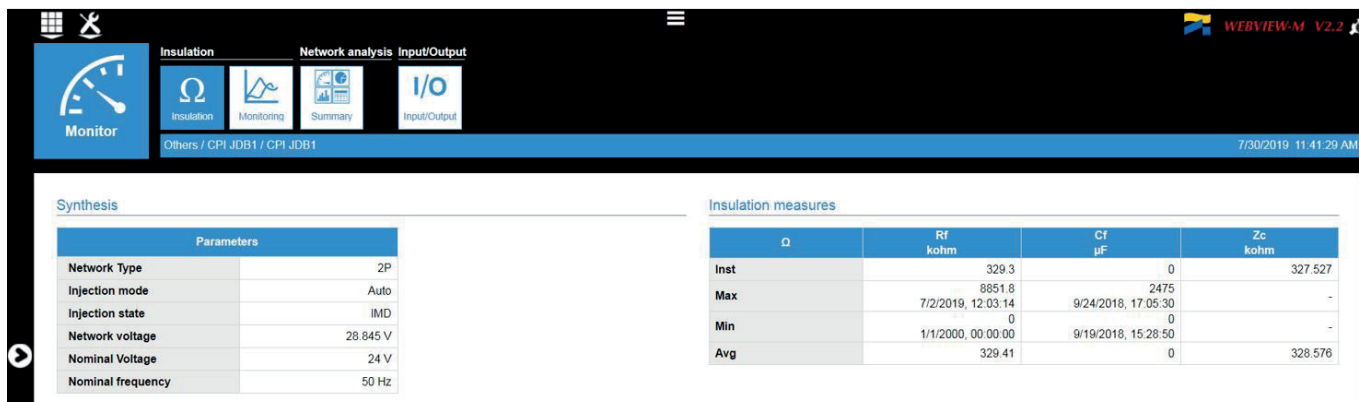 WEBVIEW-M V2.2
Insulation
Network analysis
Input/Output
Ω
I/O
Insulation
Monitoring
Summary
Input/Output
Monitor
Others / CPI JDB1 / CPI JDB1
7/30/2019 11:41:29 AM
Synthesis
Parameters
Network Type 2P
Injection mode Auto
Injection state IMD
Network voltage 28.845 V
Nominal Voltage 24 V
Nominal frequency 50 Hz
Insulation measures
Ω Rf Cf Zc
kohm µF kohm
Inst 329.3 0 327.527
Max 8851.8 2475 -
7/2/2019, 12:03:14 9/24/2018, 17:05:30
Min 0 0 -
1/1/2000, 00:00:00 9/19/2018, 15:28:50
Avg 329.41 0 328.576